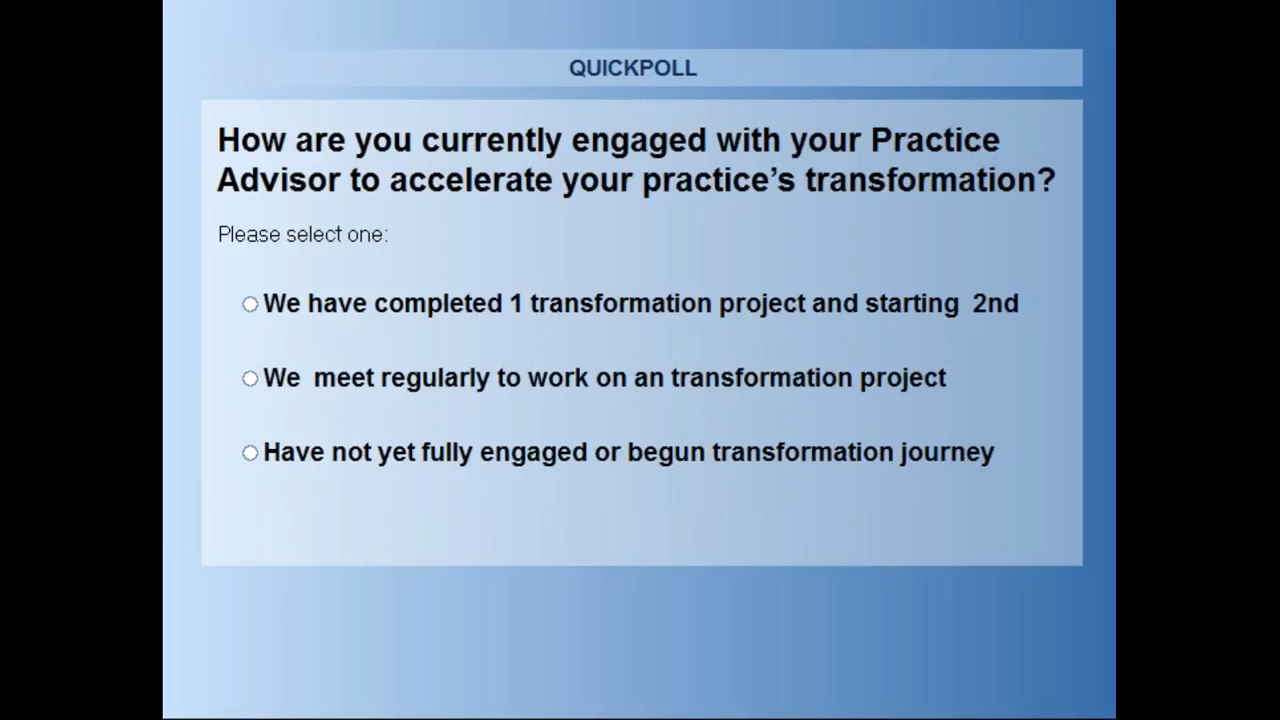 QUICKPOLL
How are you currently engaged with your Practice
Advisor to accelerate your practice’s transformation?
Please select one:
We have completed 1 transformation project and starting  2nd
We  meet regularly to work on an transformation project
Have not yet fully engaged or begun transformation journey